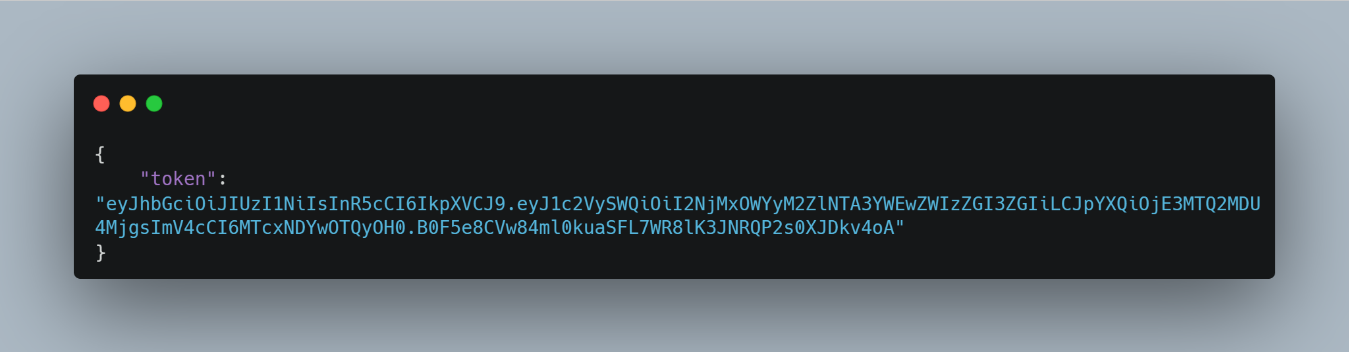 {
    "token":
"eyJhbGciOiJIUzI1NiIsInR5cCI6IkpXVCJ9.eyJ1c2VySWQiOiI2NjMxOWYyM2ZlNTA3YWEwZWIzZGI3ZGIiLCJpYXQiOjE3MTQ2MDU
4MjgsImV4cCI6MTcxNDYwOTQyOH0.B0F5e8CVw84ml0kuaSFL7WR8lK3JNRQP2s0XJDkv4oA"
}